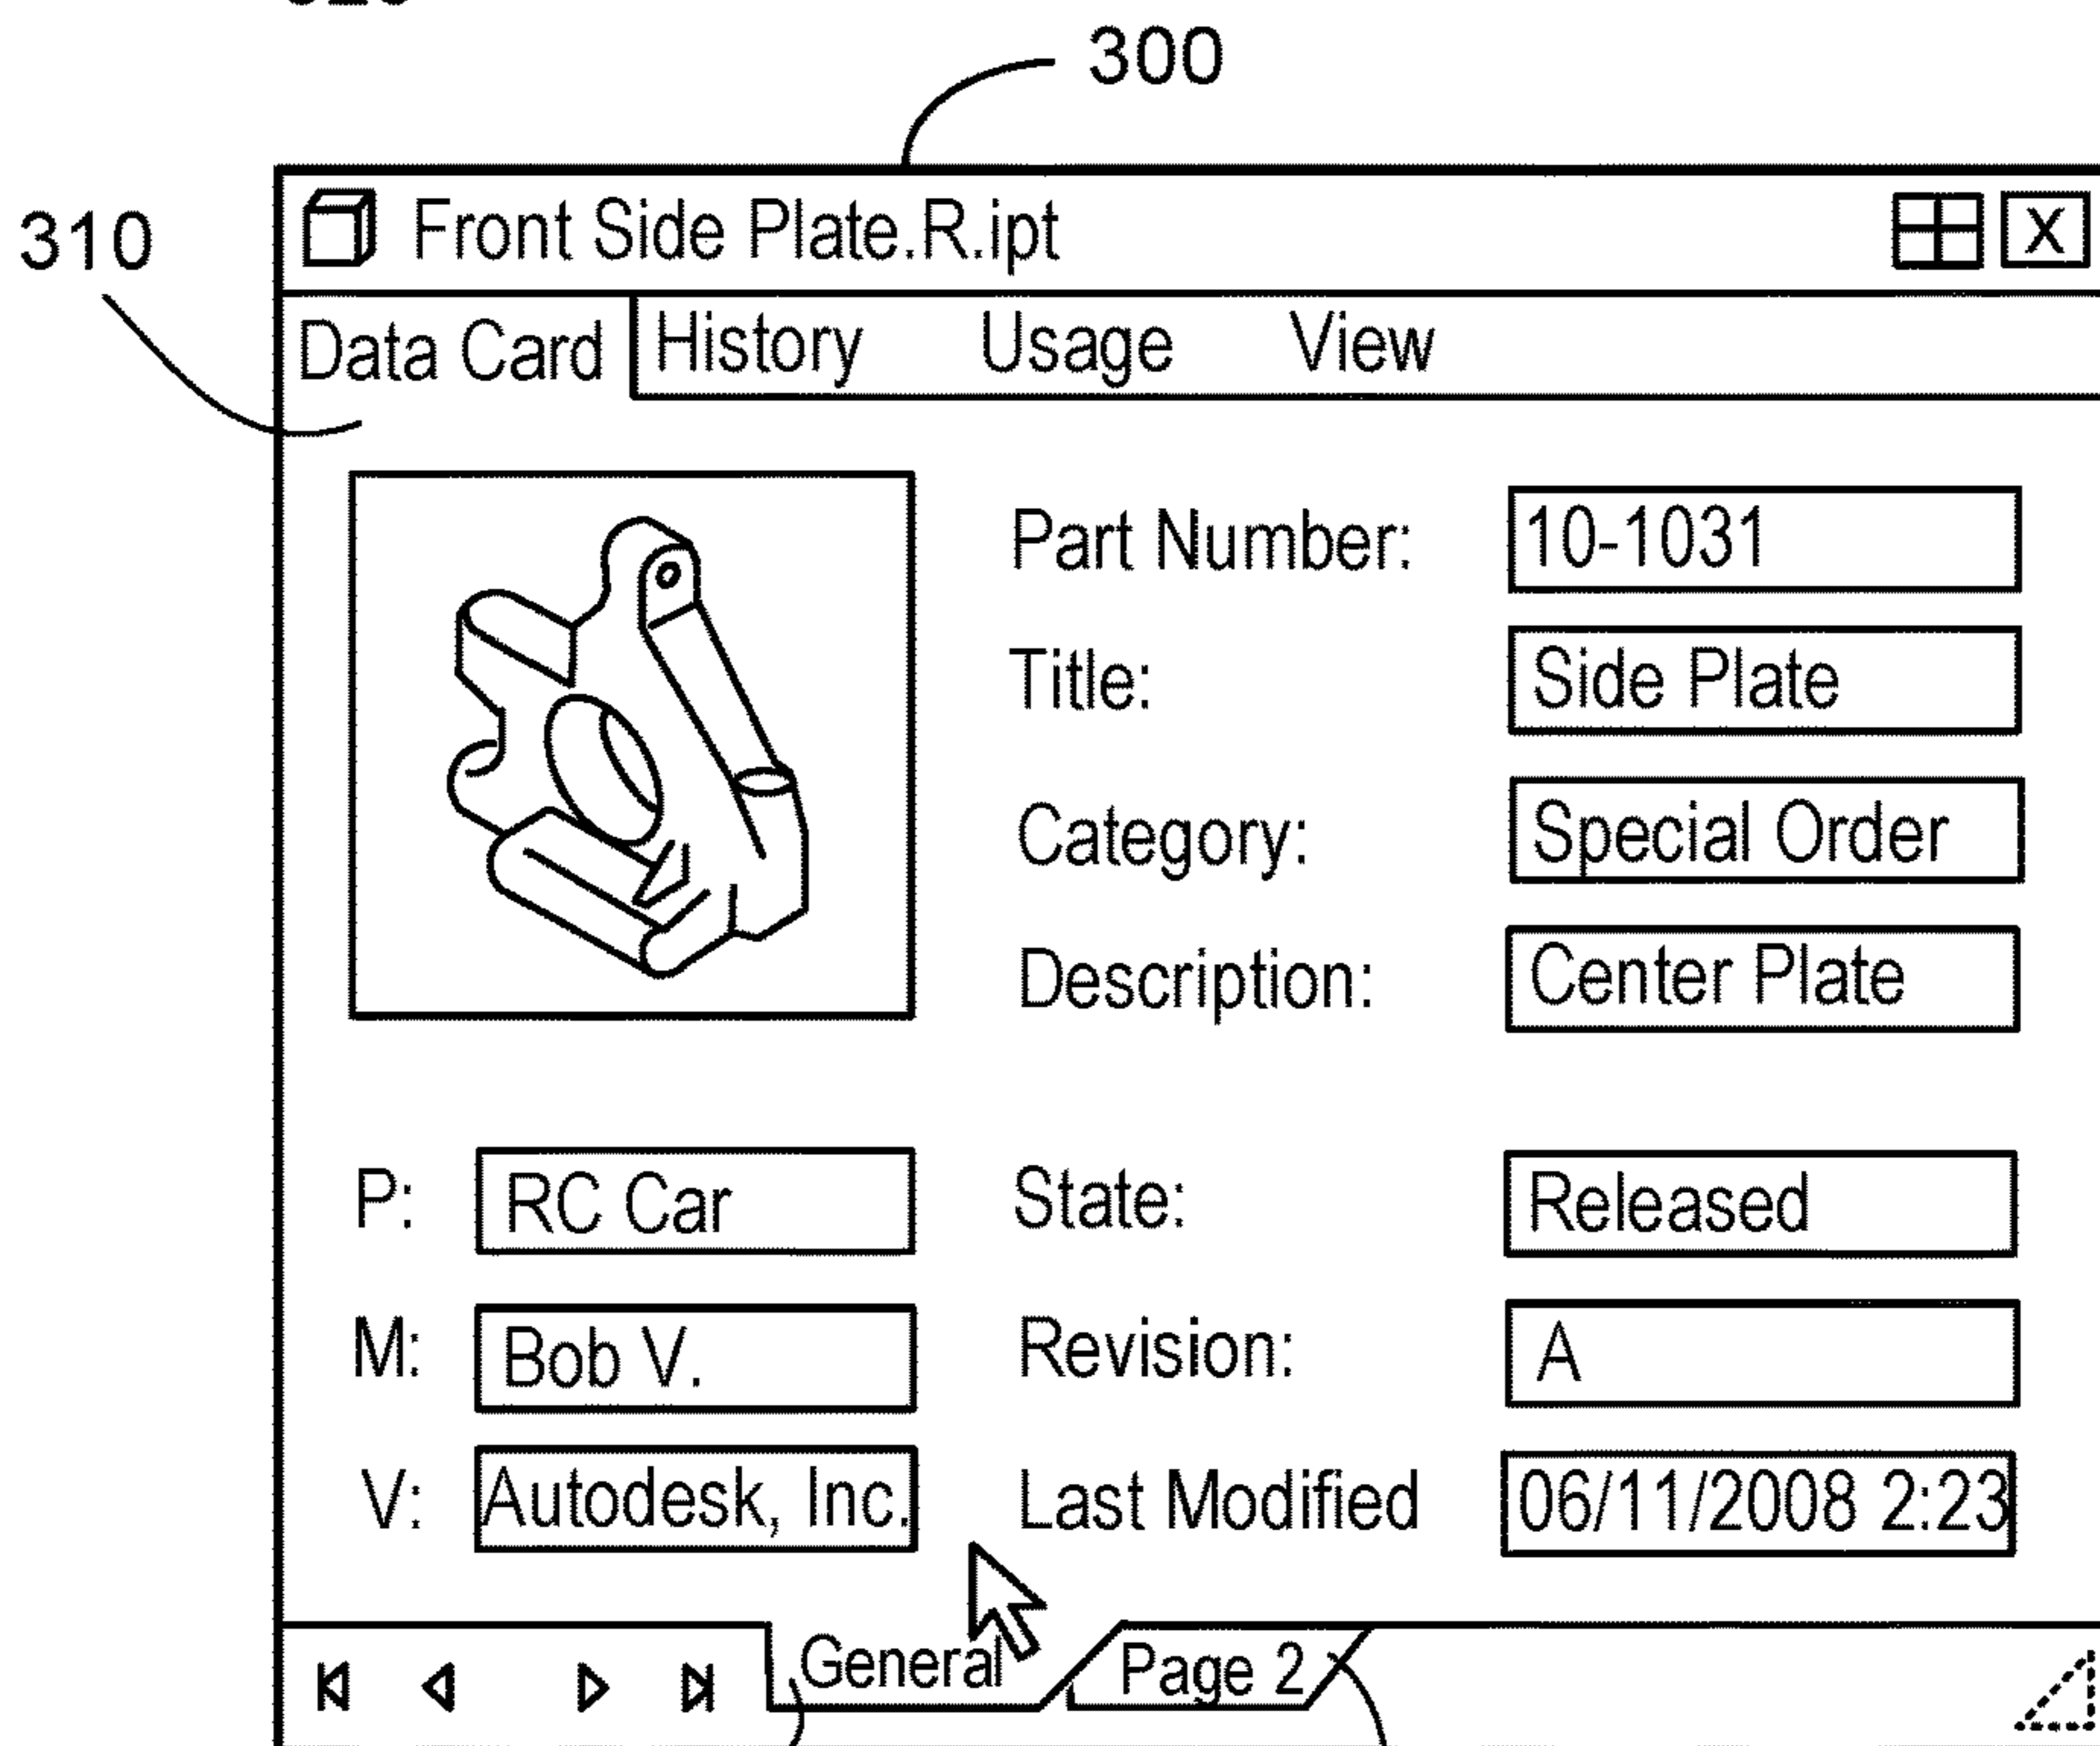 300
310
Front Side Plate.R.ipt
X
Data Card History Usage View
Part Number: 10-1031
Title: Side Plate
Category: Special Order
Description: Center Plate
P: RC Car State: Released
M: Bob V. Revision: A
V: Autodesk, Inc. Last Modified 06/11/2008 2:23
General Page 2